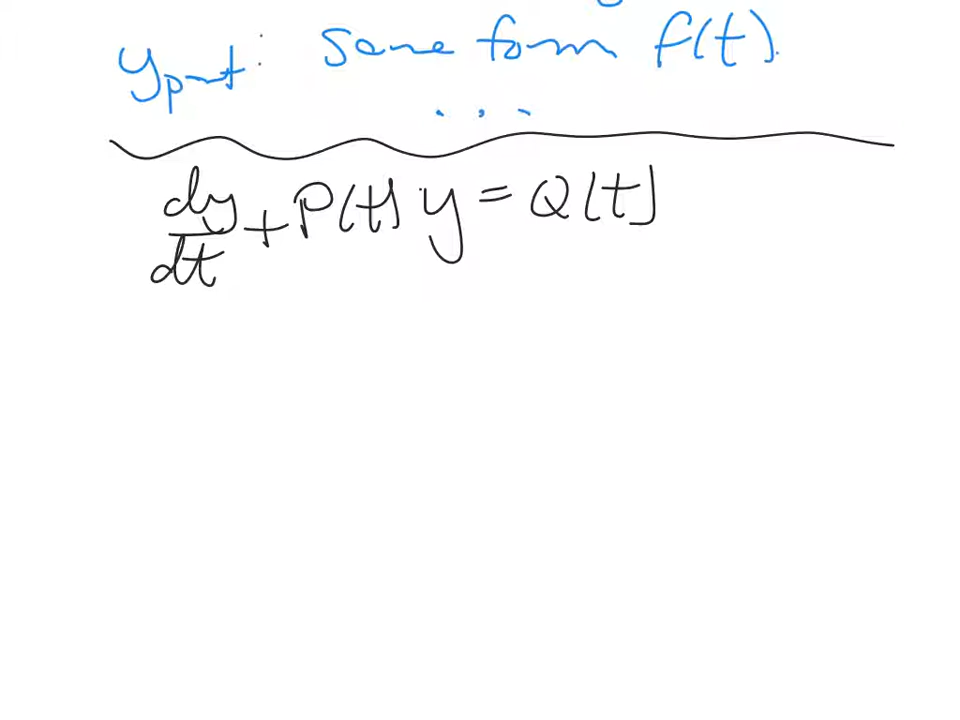 y_part: same form f(t).
...
dy/dt + P(t) y = Q(t)